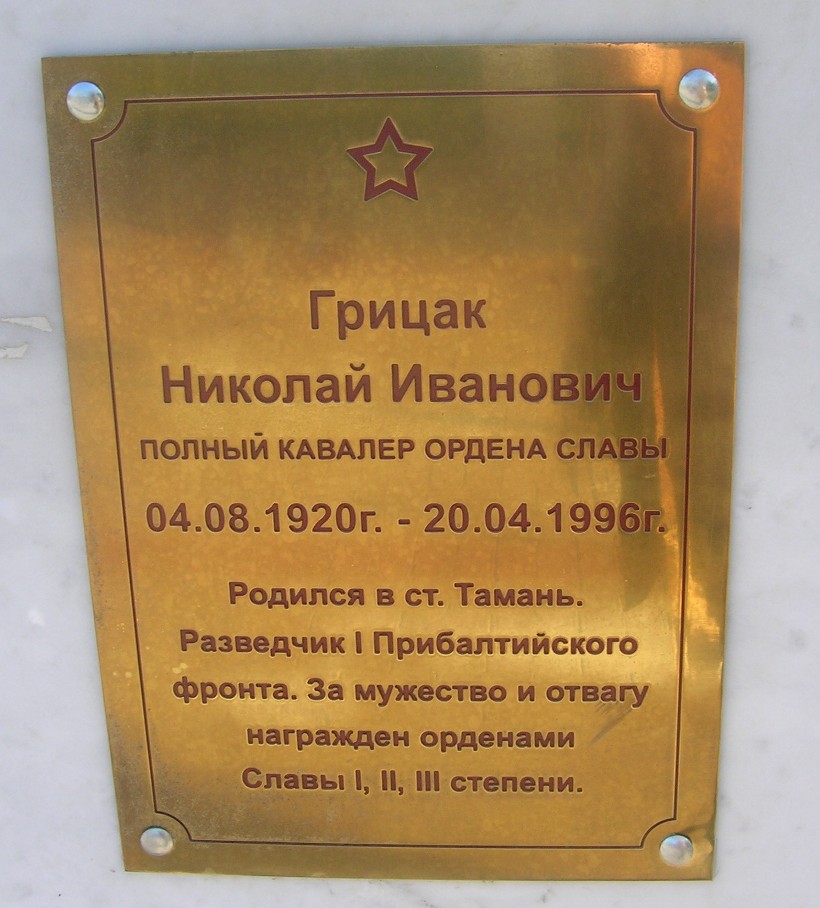 Грицак
Николай Иванович
ПОЛНЫЙ КАВАЛЕР ОРДЕНА СЛАВЫ
04.08.1920г. - 20.04.1996г.
Родился в ст. Тамань.
Разведчик I Прибалтийского
фронта. За мужество и отвагу
награжден орденами
Славы I, II, III степени.